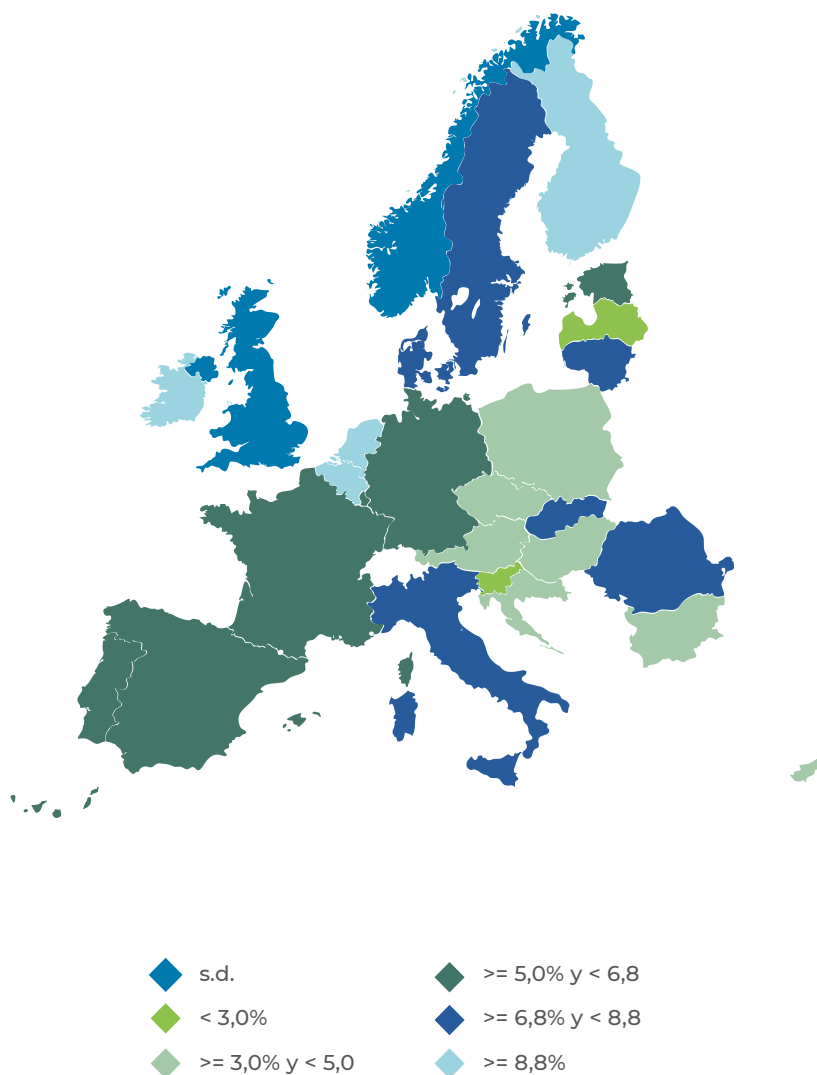 s.d.
< 3,0%
>= 3,0% y < 5,0
>= 5,0% y < 6,8
>= 6,8% y < 8,8
>= 8,8%